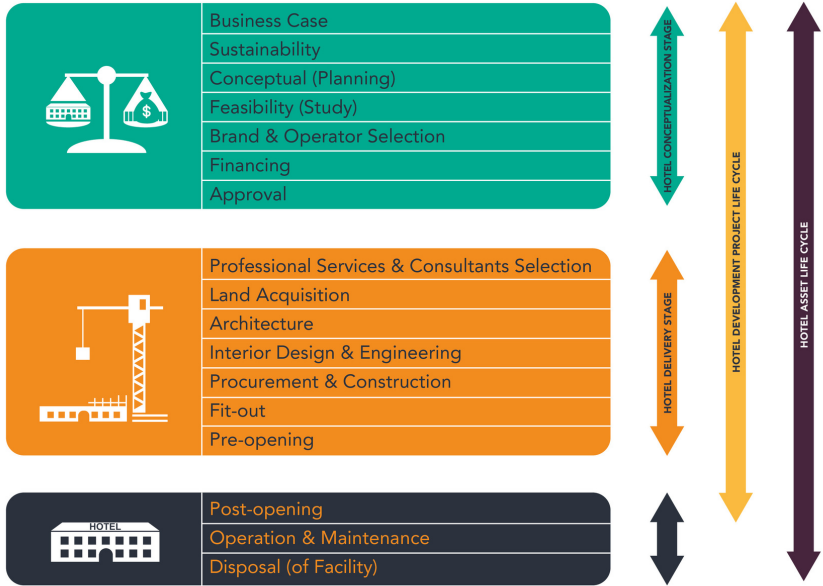 Business Case
Sustainability
Conceptual (Planning)
Feasibility (Study)
Brand & Operator Selection
Financing
Approval
$
HOTEL CONCEPTUALIZATION STAGE
Professional Services & Consultants Selection
Land Acquisition
Architecture
Interior Design & Engineering
Procurement & Construction
Fit-out
Pre-opening
HOTEL DELIVERY STAGE
HOTEL
Post-opening
Operation & Maintenance
Disposal (of Facility)
HOTEL DEVELOPMENT PROJECT LIFE CYCLE
HOTEL ASSET LIFE CYCLE